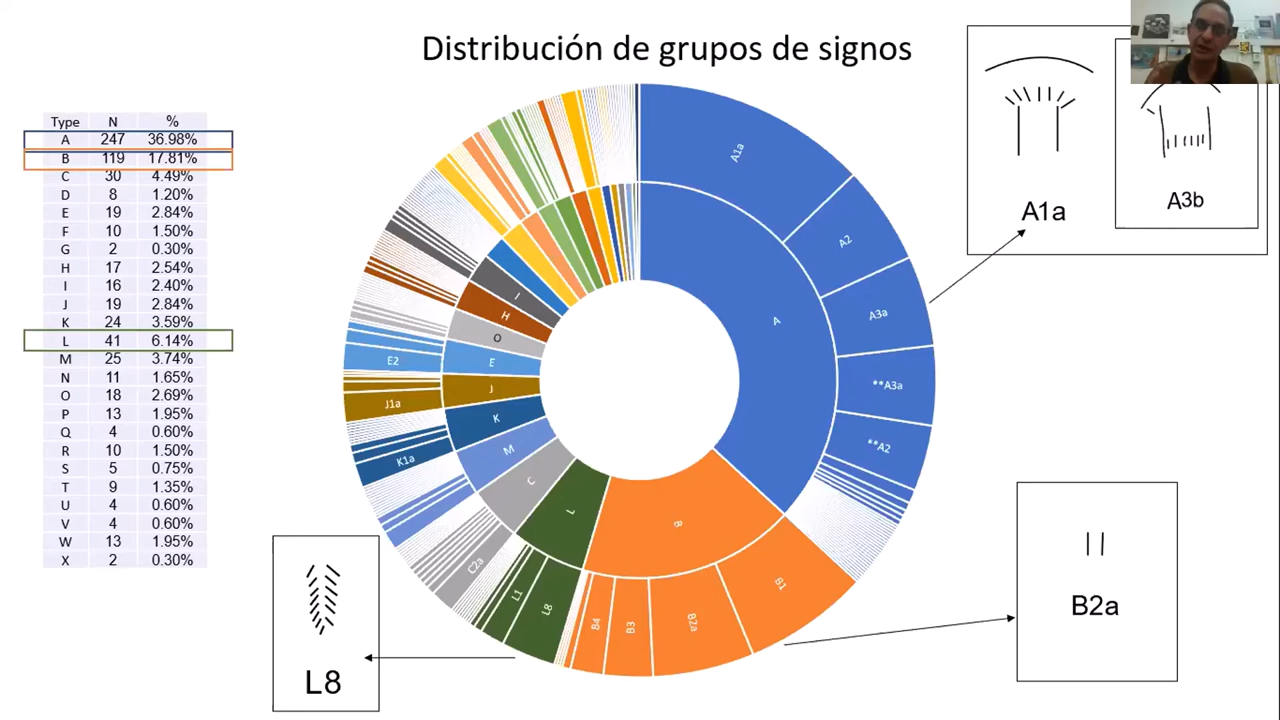 Distribución de grupos de signos
Type N %
A 247 36.98%
B 119 17.81%
C 30 4.49%
D 8 1.20%
E 19 2.84%
F 10 1.50%
G 2 0.30%
H 17 2.54%
I 16 2.40%
J 19 2.84%
K 24 3.59%
L 41 6.14%
M 25 3.74%
N 11 1.65%
O 18 2.69%
P 13 1.95%
Q 4 0.60%
R 10 1.50%
S 5 0.75%
T 9 1.35%
U 4 0.60%
V 4 0.60%
W 13 1.95%
X 2 0.30%
A1a
A2
A3a
**A3a
**A2
A
B
B1
B2a
B3
B4
L
L8
L1
C
C2a
M
K
K1a
J
J1a
E
E2
O
H
I
A1a
A3b
B2a
L8